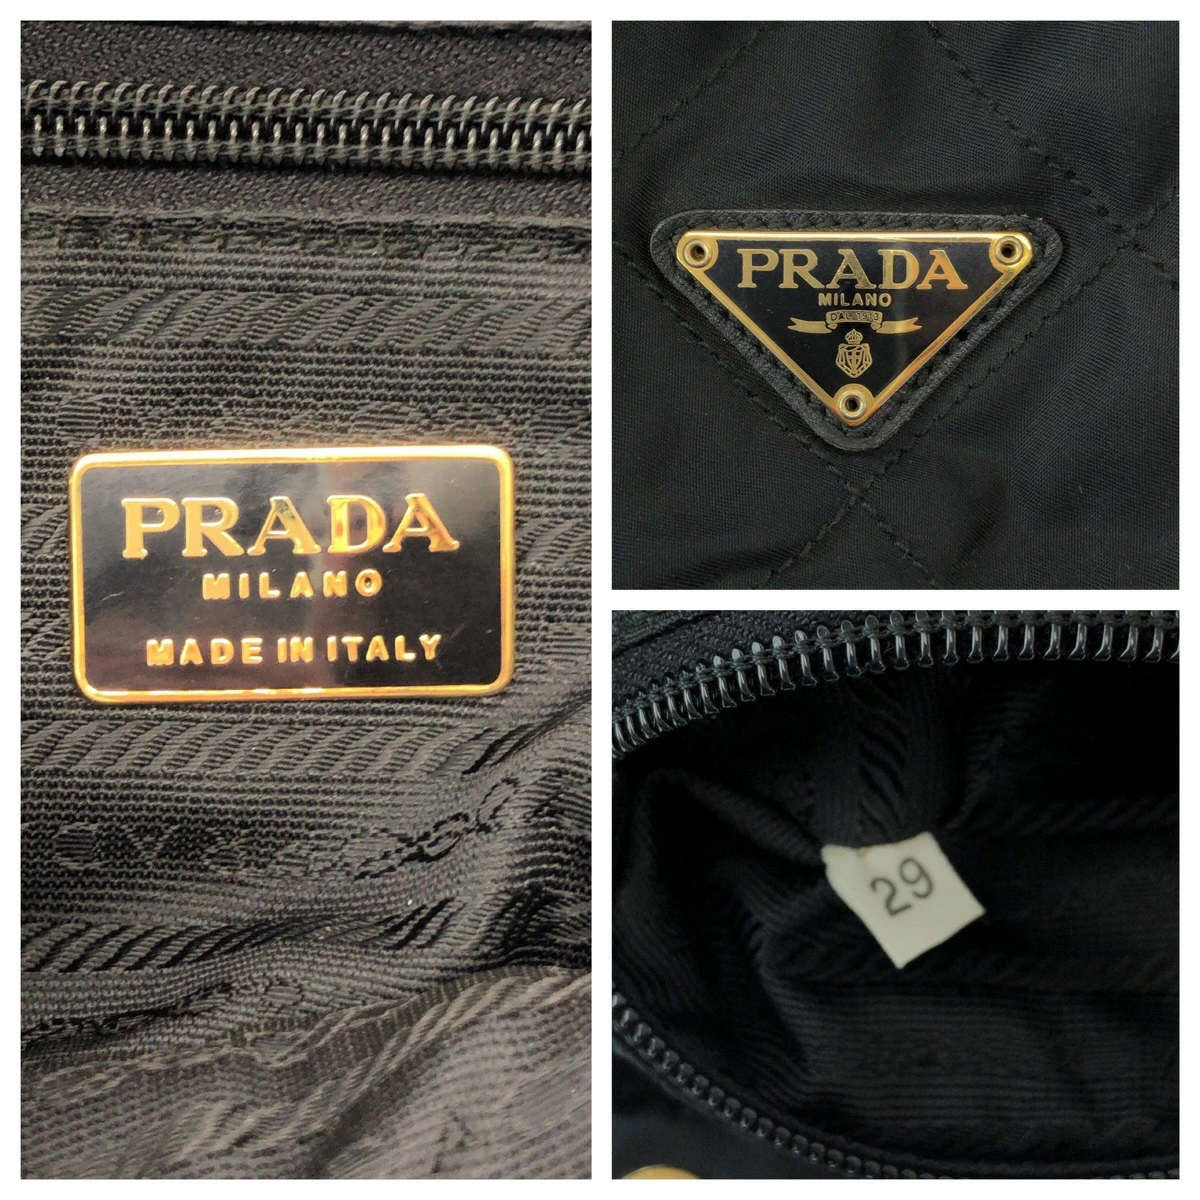 PRADA
MILANO
MADE IN ITALY
PRADA
MILANO
DAL 1913
29